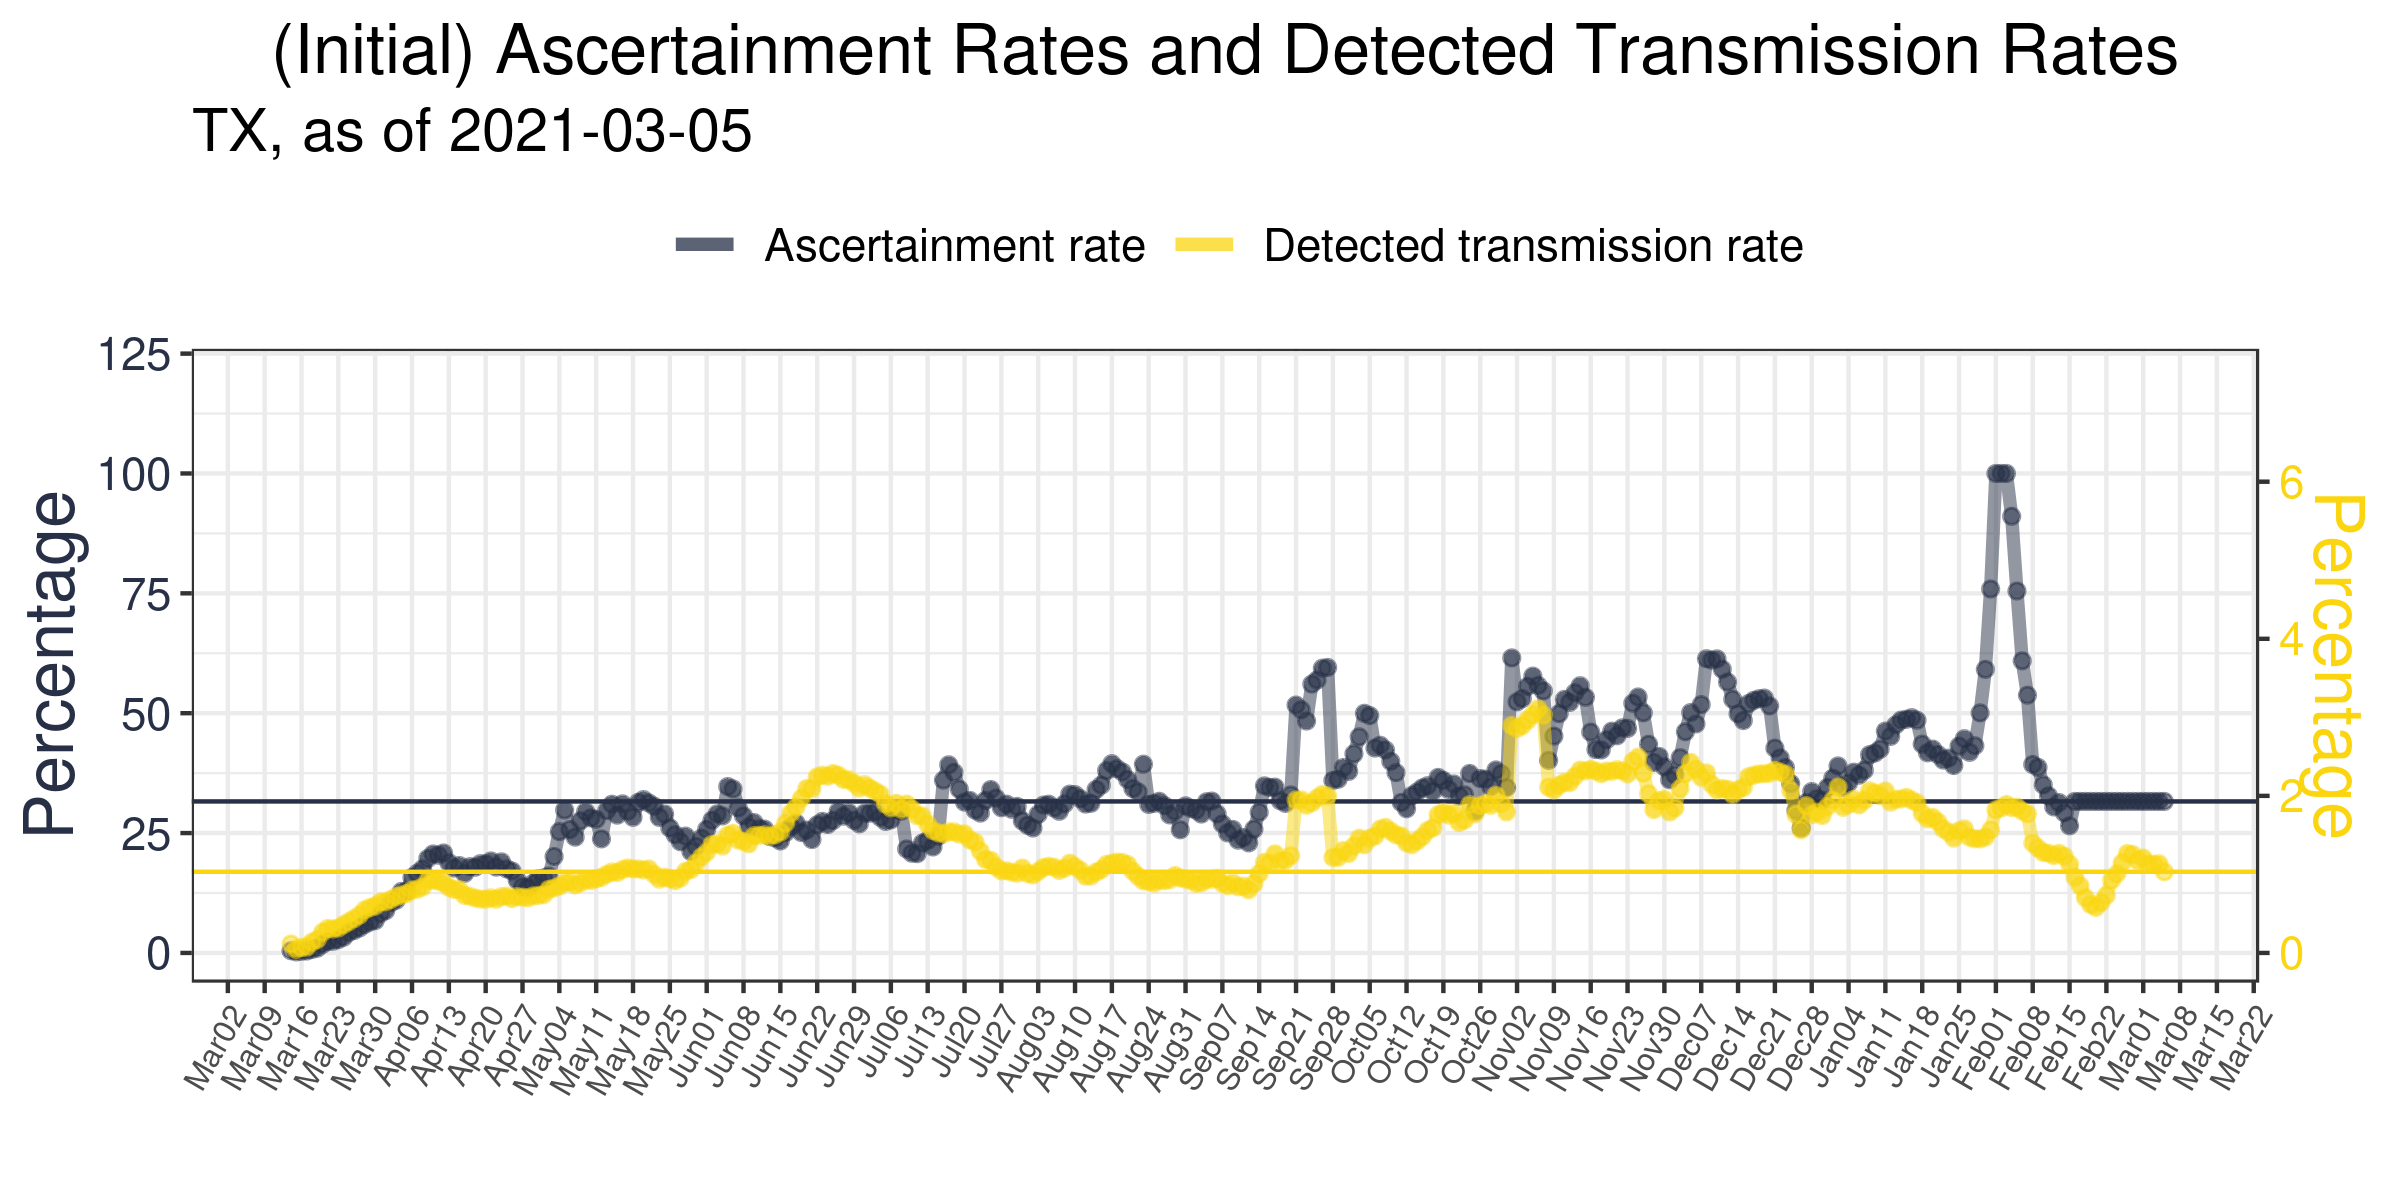 (Initial) Ascertainment Rates and Detected Transmission Rates
TX, as of 2021-03-05
Ascertainment rate
Detected transmission rate
Percentage
125
100
75
50
25
0
6
4
2
0
Percentage
Mar02
Mar09
Mar16
Mar23
Mar30
Apr06
Apr13
Apr20
Apr27
May04
May11
May18
May25
Jun01
Jun08
Jun15
Jun22
Jun29
Jul06
Jul13
Jul20
Jul27
Aug03
Aug10
Aug17
Aug24
Aug31
Sep07
Sep14
Sep21
Sep28
Oct05
Oct12
Oct19
Oct26
Nov02
Nov09
Nov16
Nov23
Nov30
Dec07
Dec14
Dec21
Dec28
Jan04
Jan11
Jan18
Jan25
Feb01
Feb08
Feb15
Feb22
Mar01
Mar08
Mar15
Mar22